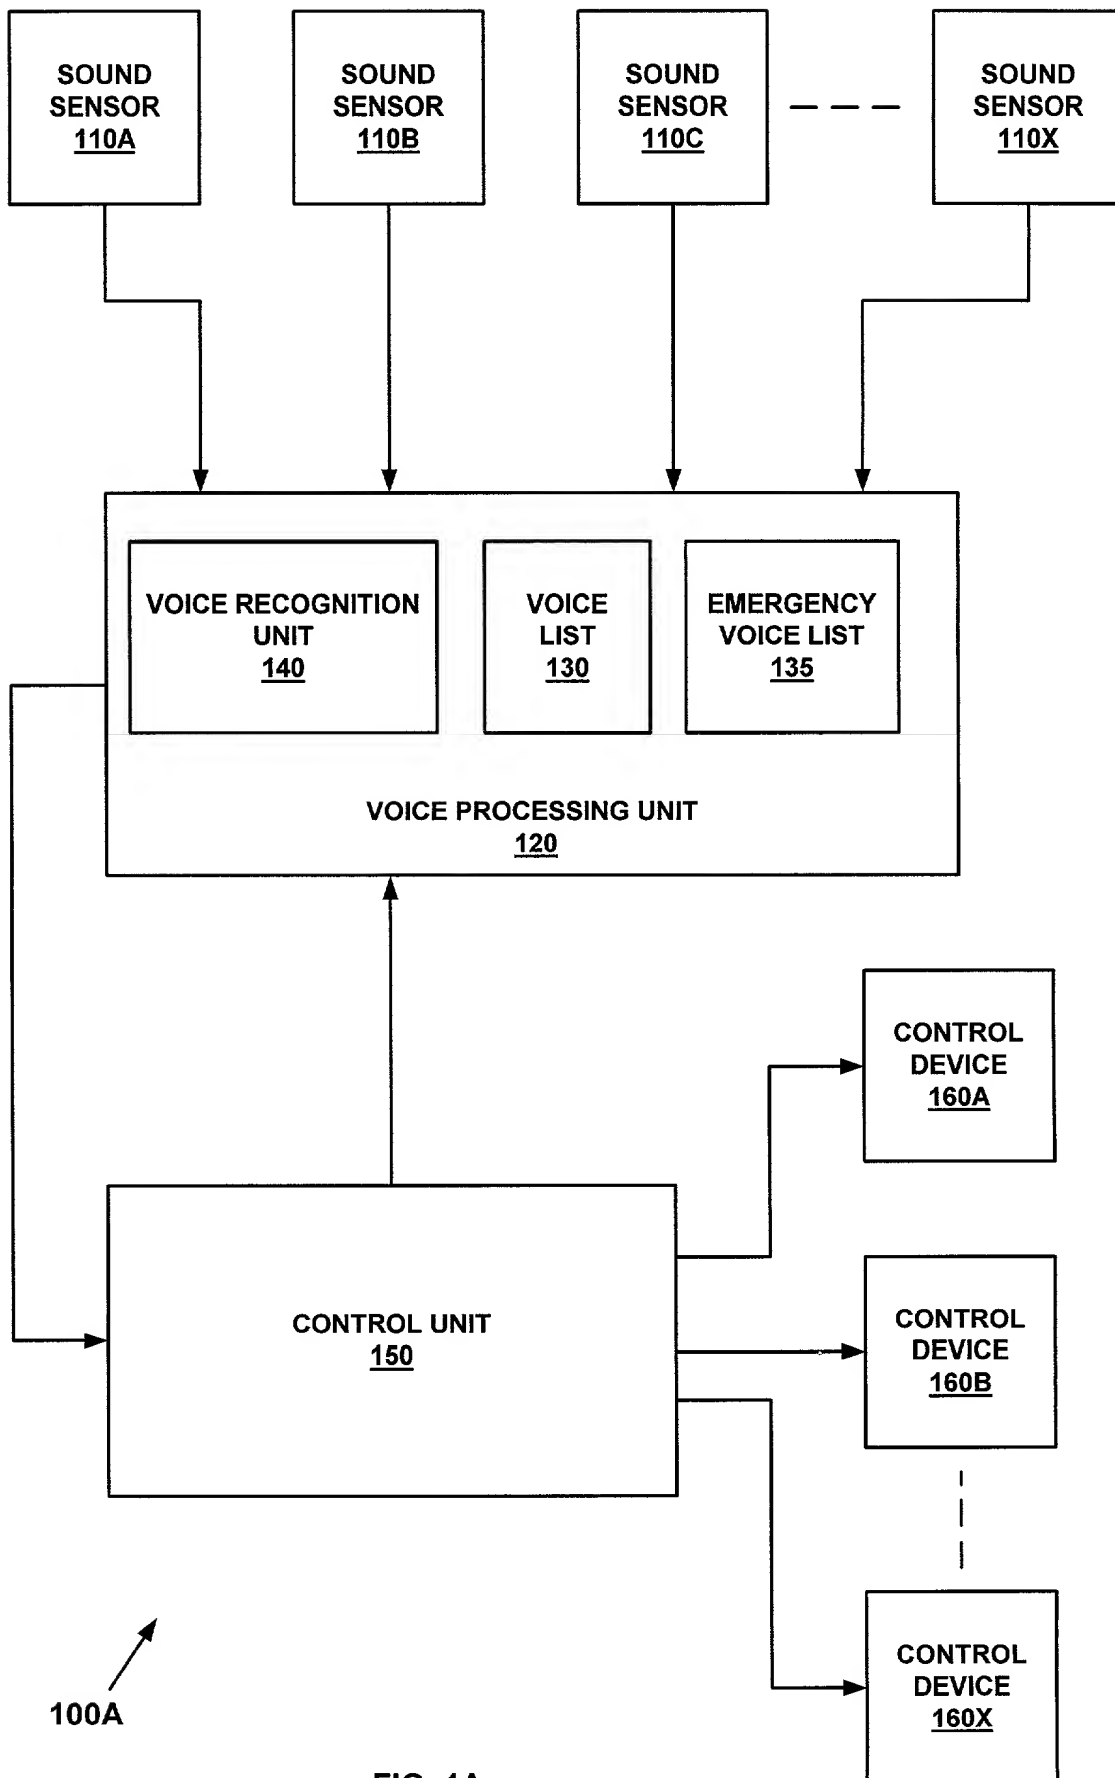 SOUND
SENSOR
110A
SOUND
SENSOR
110B
SOUND
SENSOR
110C
SOUND
SENSOR
110X
VOICE RECOGNITION
UNIT
140
VOICE
LIST
130
EMERGENCY
VOICE LIST
135
VOICE PROCESSING UNIT
120
CONTROL
DEVICE
160A
CONTROL UNIT
150
CONTROL
DEVICE
160B
CONTROL
DEVICE
160X
100A
FIG. 1A